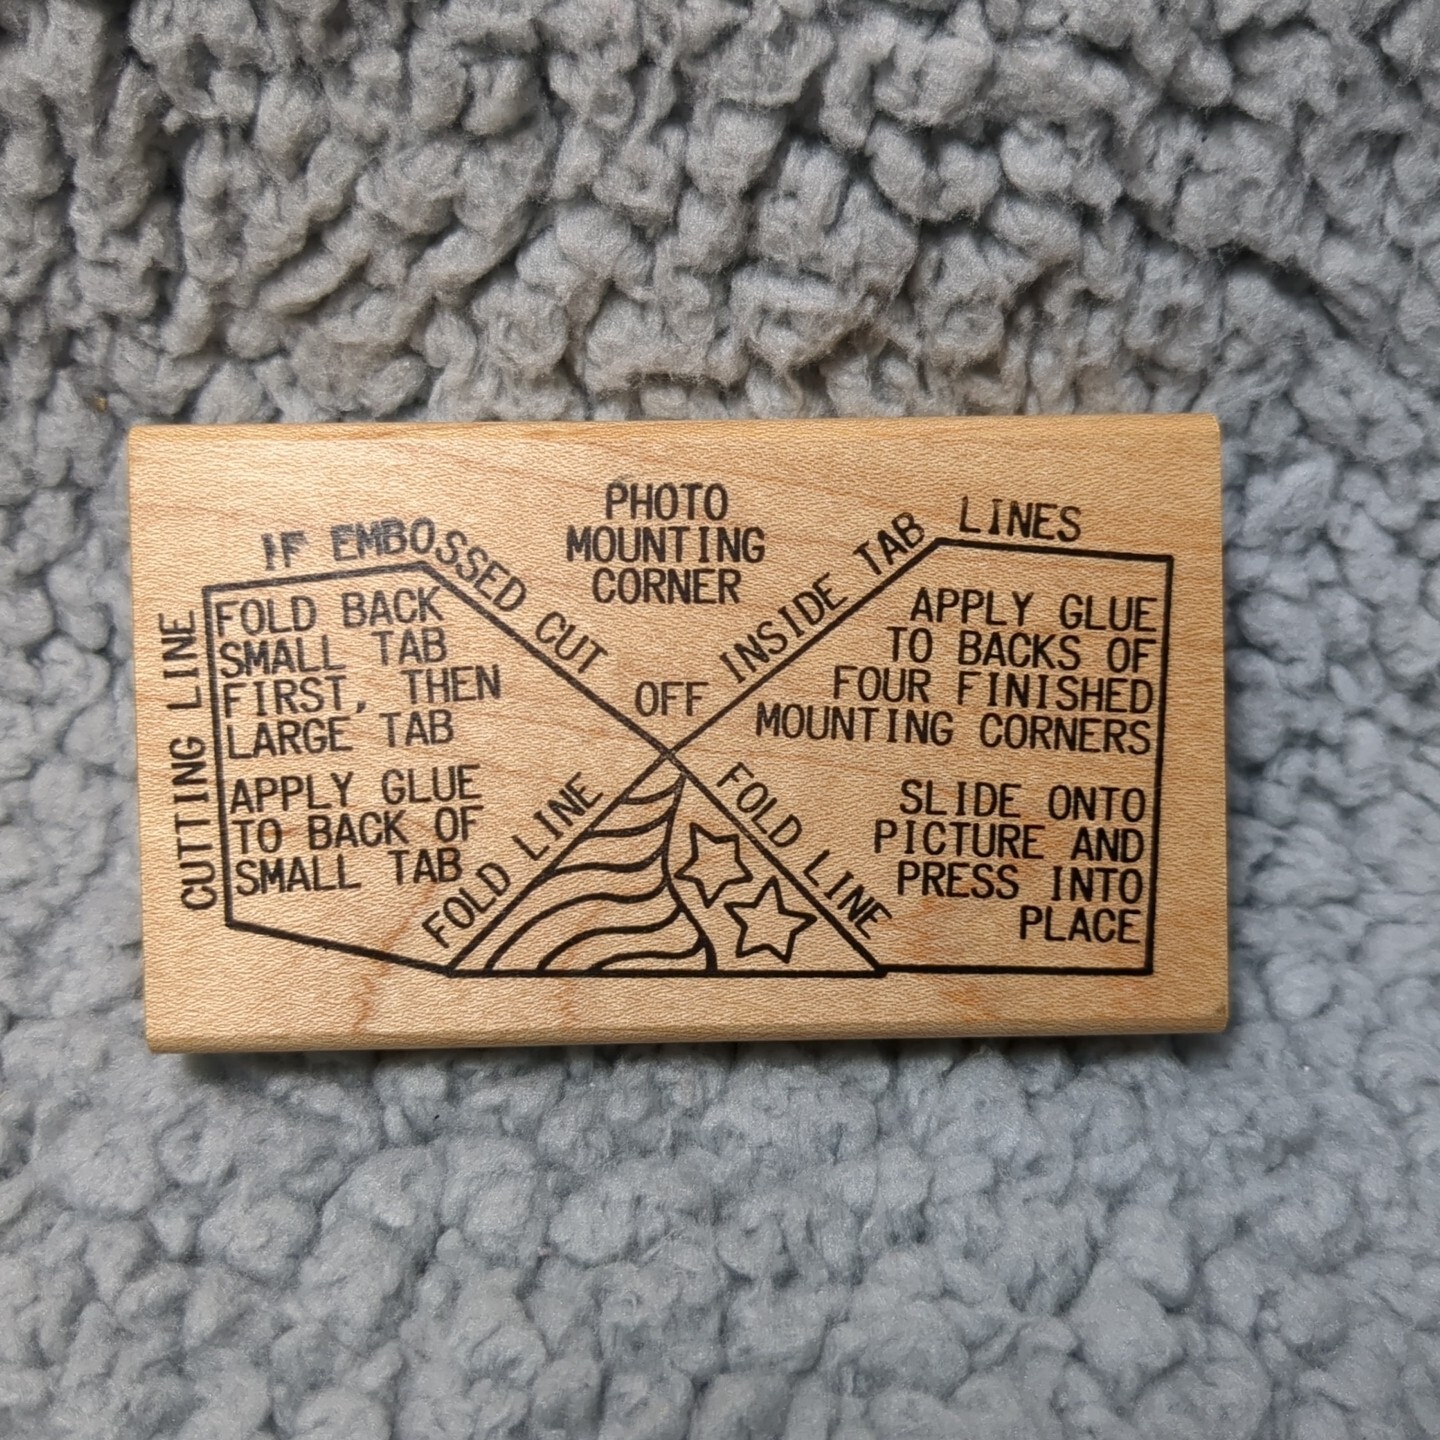 PHOTO
MOUNTING
CORNER
IF EMBOSSED CUT OFF INSIDE TAB LINES
CUTTING LINE
FOLD BACK
SMALL TAB
FIRST, THEN
LARGE TAB
APPLY GLUE
TO BACK OF
SMALL TAB
FOLD LINE
FOLD LINE
APPLY GLUE
TO BACKS OF
FOUR FINISHED
MOUNTING CORNERS
SLIDE ONTO
PICTURE AND
PRESS INTO
PLACE